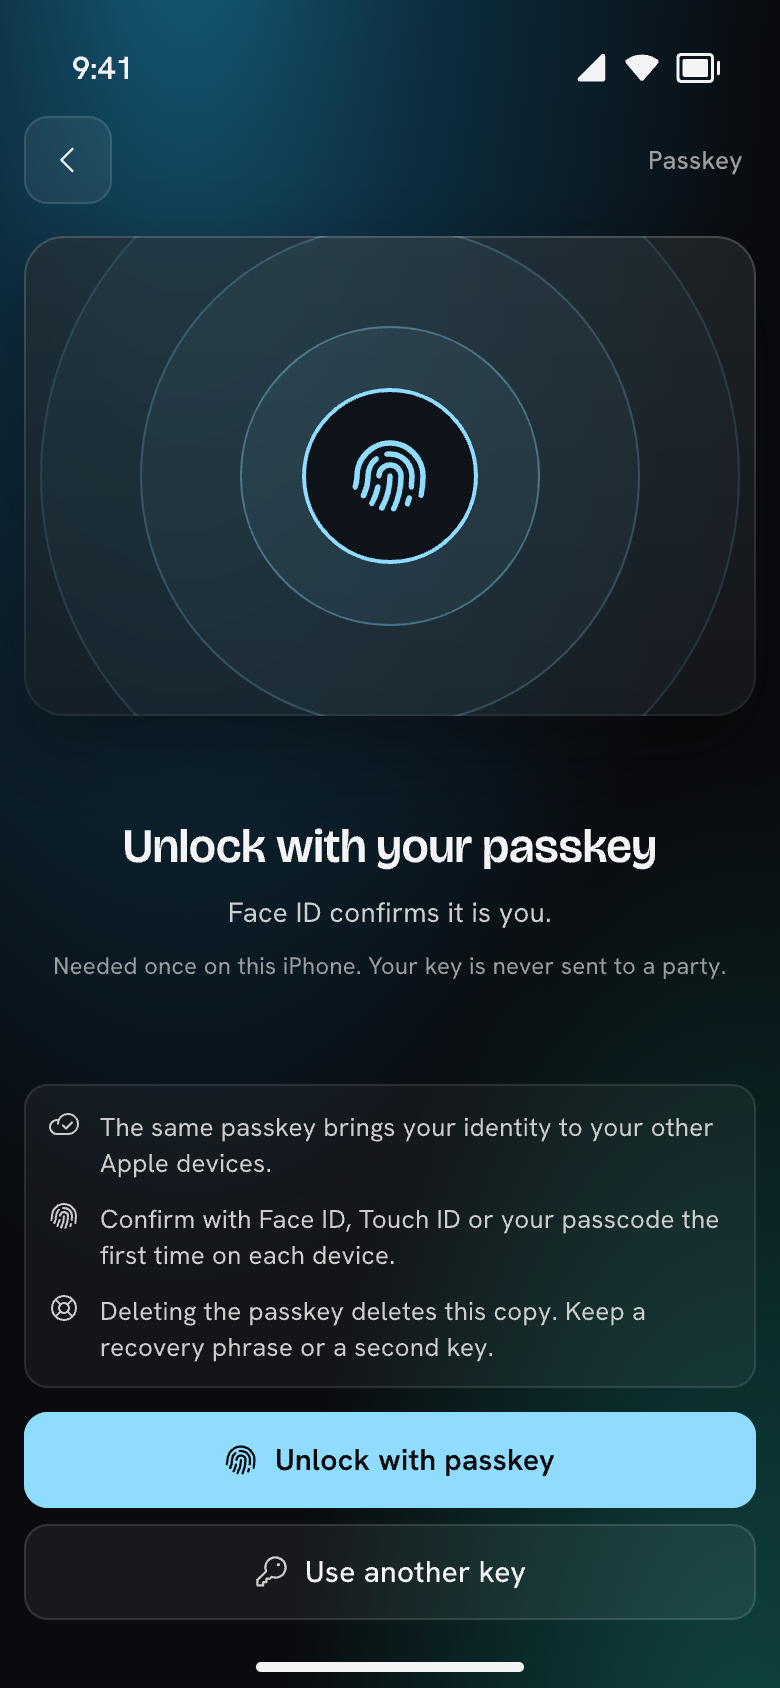 9:41
Passkey
Unlock with your passkey
Face ID confirms it is you.
Needed once on this iPhone. Your key is never sent to a party.
The same passkey brings your identity to your other
Apple devices.
Confirm with Face ID, Touch ID or your passcode the
first time on each device.
Deleting the passkey deletes this copy. Keep a
recovery phrase or a second key.
Unlock with passkey
Use another key